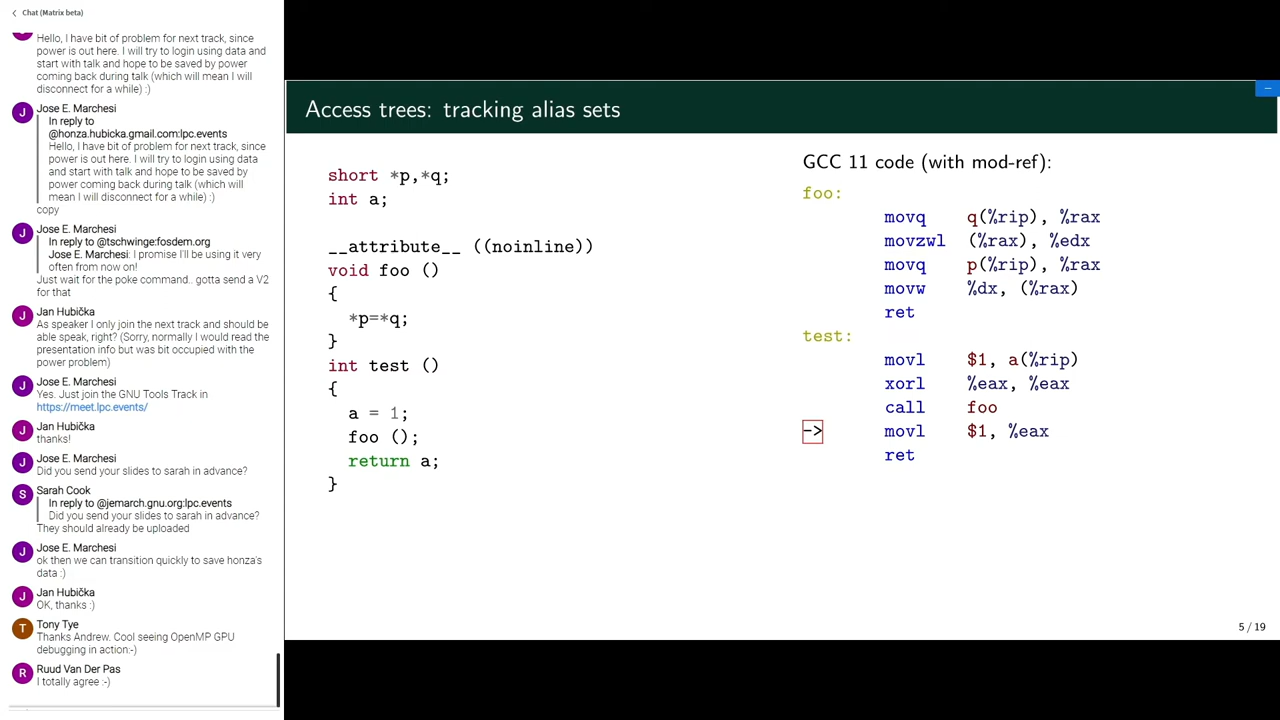 Chat (Matrix beta)
Hello, I have bit of problem for next track, since
power is out here. I will try to login using data and
start with talk and hope to be saved by power
coming back during talk (which will mean I will
disconnect for a while) :)
J
Jose E. Marchesi
In reply to
@honza.hubicka.gmail.com:lpc.events
Hello, I have bit of problem for next track, since
power is out here. I will try to login using data
and start with talk and hope to be saved by
power coming back during talk (which will
mean I will disconnect for a while) :)
copy
J
Jose E. Marchesi
In reply to @tschwinge:fosdem.org
Jose E. Marchesi: I promise I'll be using it very
often from now on!
Just wait for the poke command.. gotta send a V2
for that
J
Jan Hubička
As speaker I only join the next track and should be
able speak, right? (Sorry, normally I would read the
presentation info but was bit occupied with the
power problem)
J
Jose E. Marchesi
Yes. Just join the GNU Tools Track in
https://meet.lpc.events/
J
Jan Hubička
thanks!
J
Jose E. Marchesi
Did you send your slides to sarah in advance?
S
Sarah Cook
In reply to @jemarch.gnu.org:lpc.events
Did you send your slides to sarah in advance?
They should already be uploaded
J
Jose E. Marchesi
ok then we can transition quickly to save honza's
data :)
J
Jan Hubička
OK, thanks :)
T
Tony Tye
Thanks Andrew. Cool seeing OpenMP GPU
debugging in action:-)
R
Ruud Van Der Pas
I totally agree :-)
Access trees: tracking alias sets
short *p,*q;
int a;
__attribute__ ((noinline))
void foo ()
{
*p=*q;
}
int test ()
{
a = 1;
foo ();
return a;
}
GCC 11 code (with mod-ref):
foo:
movq q(%rip), %rax
movzwl (%rax), %edx
movq p(%rip), %rax
movw %dx, (%rax)
ret
test:
movl $1, a(%rip)
xorl %eax, %eax
call foo
-> movl $1, %eax
ret
5 / 19